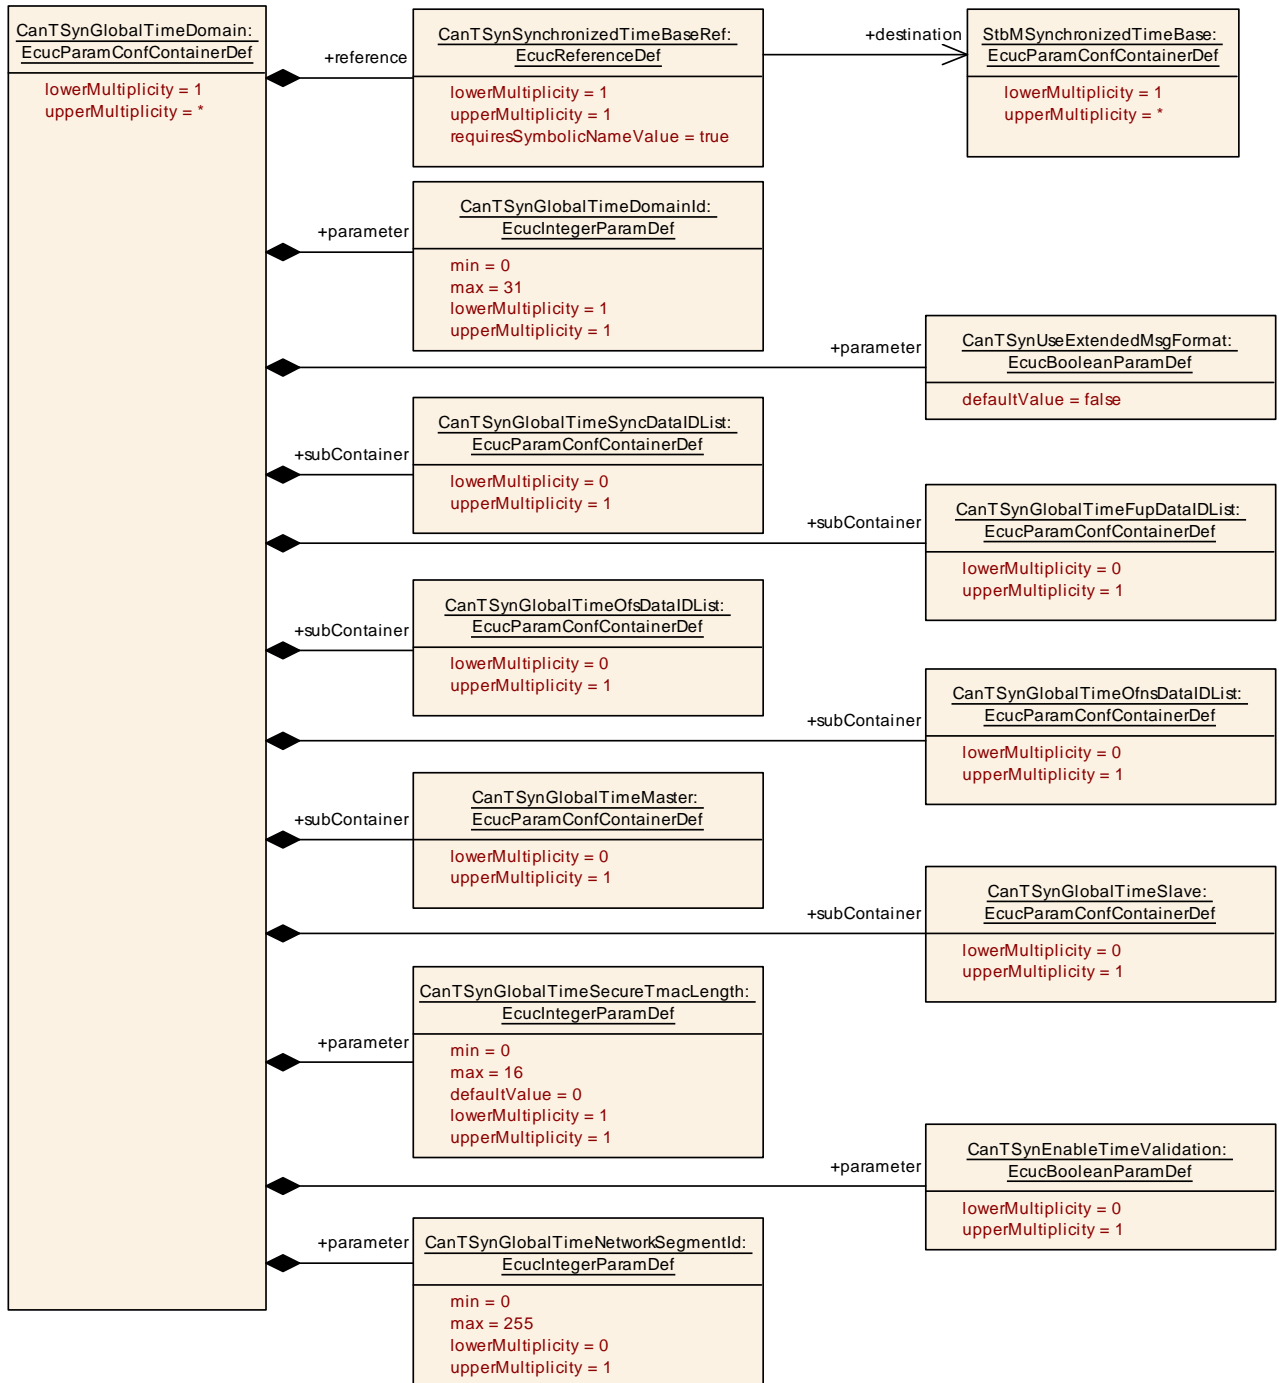 CanTSynGlobalTimeDomain:
EcucParamConfContainerDef
lowerMultiplicity = 1
upperMultiplicity = *
+reference
CanTSynSynchronizedTimeBaseRef:
EcucReferenceDef
lowerMultiplicity = 1
upperMultiplicity = 1
requiresSymbolicNameValue = true
+destination
StbMSynchronizedTimeBase:
EcucParamConfContainerDef
lowerMultiplicity = 1
upperMultiplicity = *
+parameter
CanTSynGlobalTimeDomainId:
EcucIntegerParamDef
min = 0
max = 31
lowerMultiplicity = 1
upperMultiplicity = 1
+parameter
CanTSynUseExtendedMsgFormat:
EcucBooleanParamDef
defaultValue = false
+subContainer
CanTSynGlobalTimeSyncDataIDList:
EcucParamConfContainerDef
lowerMultiplicity = 0
upperMultiplicity = 1
+subContainer
CanTSynGlobalTimeFupDataIDList:
EcucParamConfContainerDef
lowerMultiplicity = 0
upperMultiplicity = 1
+subContainer
CanTSynGlobalTimeOfsDataIDList:
EcucParamConfContainerDef
lowerMultiplicity = 0
upperMultiplicity = 1
+subContainer
CanTSynGlobalTimeOfnsDataIDList:
EcucParamConfContainerDef
lowerMultiplicity = 0
upperMultiplicity = 1
+subContainer
CanTSynGlobalTimeMaster:
EcucParamConfContainerDef
lowerMultiplicity = 0
upperMultiplicity = 1
+subContainer
CanTSynGlobalTimeSlave:
EcucParamConfContainerDef
lowerMultiplicity = 0
upperMultiplicity = 1
+parameter
CanTSynGlobalTimeSecureTmacLength:
EcucIntegerParamDef
min = 0
max = 16
defaultValue = 0
lowerMultiplicity = 1
upperMultiplicity = 1
+parameter
CanTSynEnableTimeValidation:
EcucBooleanParamDef
lowerMultiplicity = 0
upperMultiplicity = 1
+parameter
CanTSynGlobalTimeNetworkSegmentId:
EcucIntegerParamDef
min = 0
max = 255
lowerMultiplicity = 0
upperMultiplicity = 1